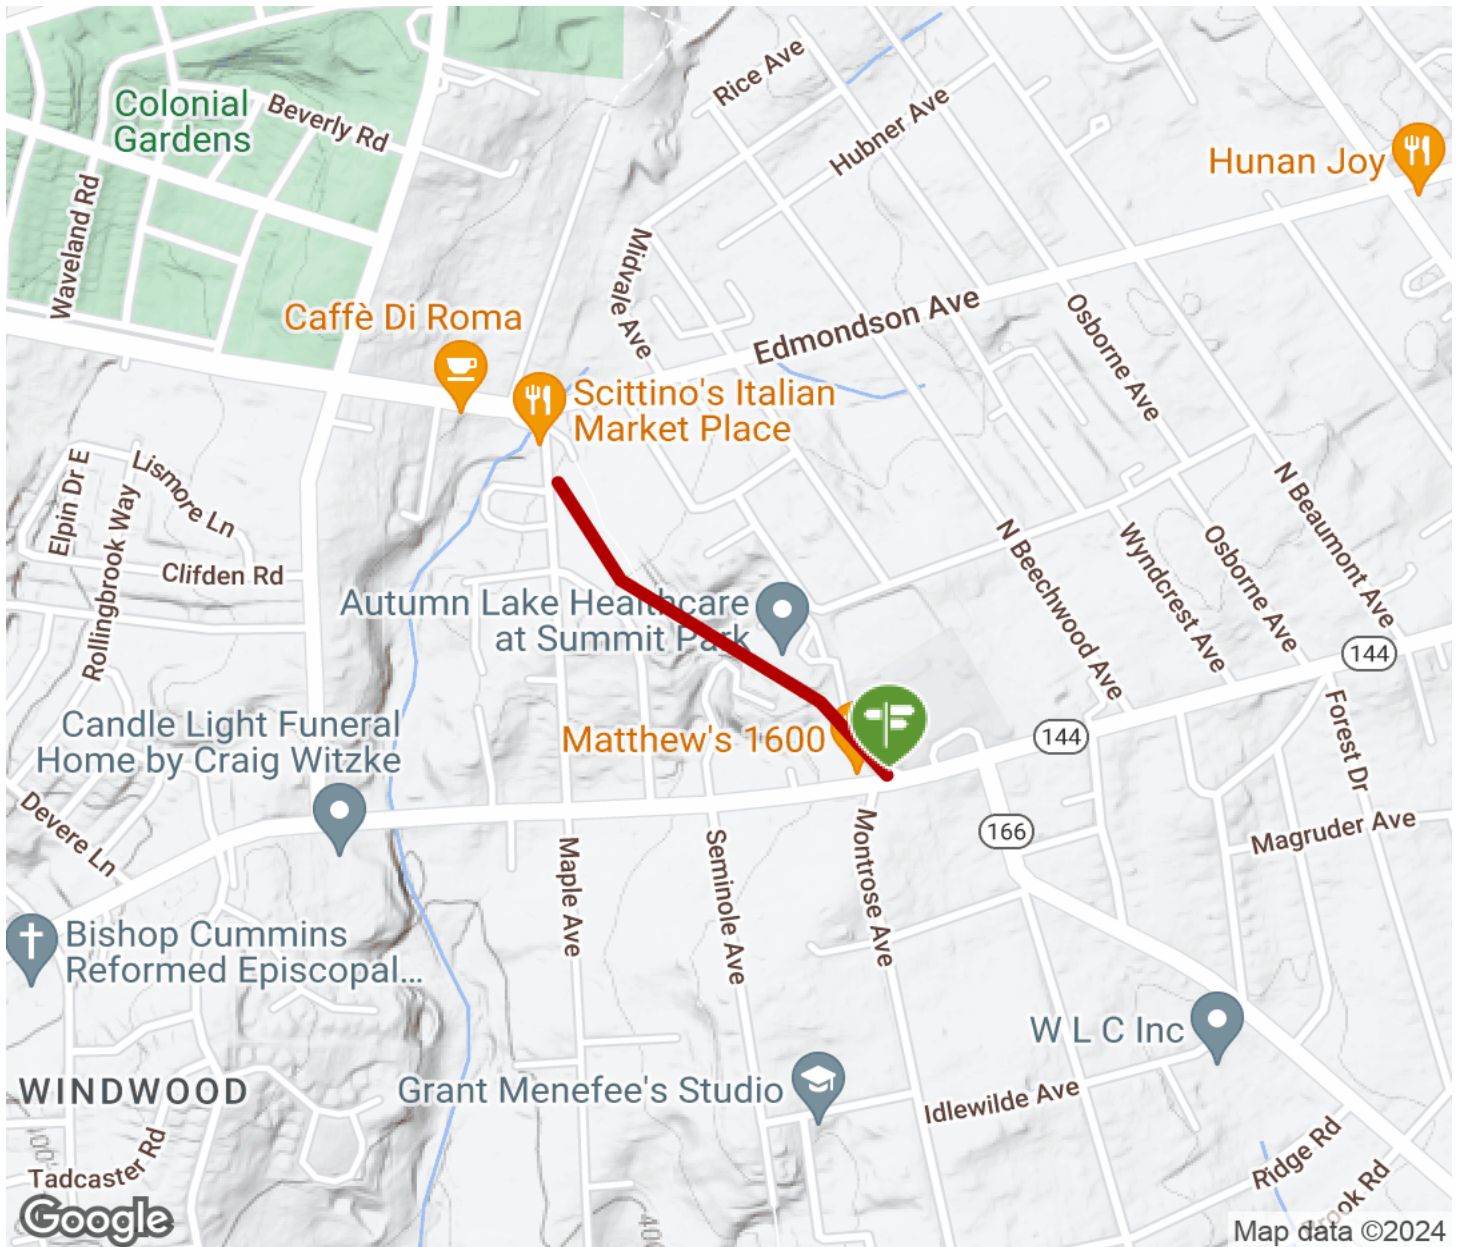 Rice Ave
Colonial
Gardens
Beverly Rd
Hubner Ave
Hunan Joy
Waveland Rd
Midvale Ave
Caffè Di Roma
Edmondson Ave
Osborne Ave
Scittino's Italian
Market Place
Elpin Dr E
Lismore Ln
Rollingbrook Way
N Beaumont Ave
N Beechwood Ave
Wyndcrest Ave
Osborne Ave
Clifden Rd
Autumn Lake Healthcare
at Summit Park
144
Candle Light Funeral
Home by Craig Witzke
Matthew's 1600
144
Forest Dr
Devere Ln
166
Magruder Ave
Maple Ave
Seminole Ave
Montrose Ave
Bishop Cummins
Reformed Episcopal...
W L C Inc
WINDWOOD
Grant Menefee's Studio
Idlewilde Ave
Tadcaster Rd
Ridge Rd
Google
Map data ©2024